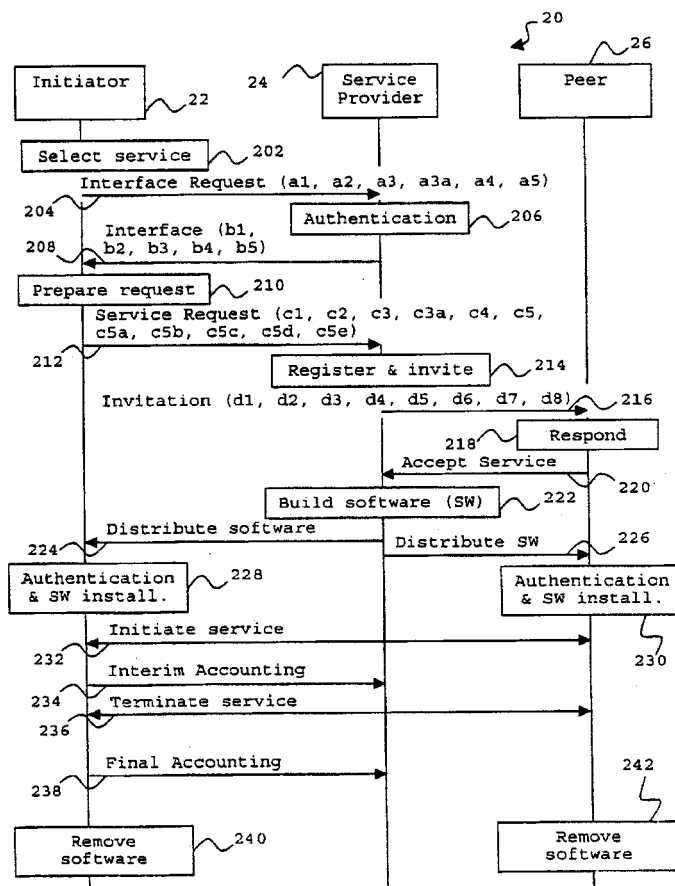 20
26
Initiator
22
24
Service
Provider
Peer
Select service
202
Interface Request (a1, a2, a3, a3a, a4, a5)
204
Authentication
206
208
Interface (b1,
b2, b3, b4, b5)
Prepare request
210
Service Request (c1, c2, c3, c3a, c4, c5,
c5a, c5b, c5c, c5d, c5e)
212
Register & invite
214
Invitation (d1, d2, d3, d4, d5, d6, d7, d8)
216
218
Respond
Accept Service
220
Build software (SW)
222
Distribute software
224
Distribute SW
226
Authentication
& SW install.
228
Authentication
& SW install.
230
Initiate service
232
Interim Accounting
234
Terminate service
236
Final Accounting
238
242
Remove
software
240
Remove
software